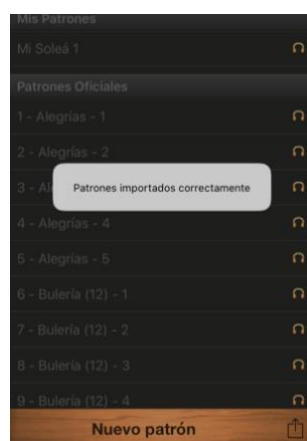 Mis Patrones
Mi Soleá 1
Patrones Oficiales
1 - Alegrías - 1
2 - Alegrías - 2
3 - Al
Patrones importados correctamente
4 - Alegrías - 4
5 - Alegrías - 5
6 - Bulería (12) - 1
7 - Bulería (12) - 2
8 - Bulería (12) - 3
9 - Bulería (12) - 4
Nuevo patrón